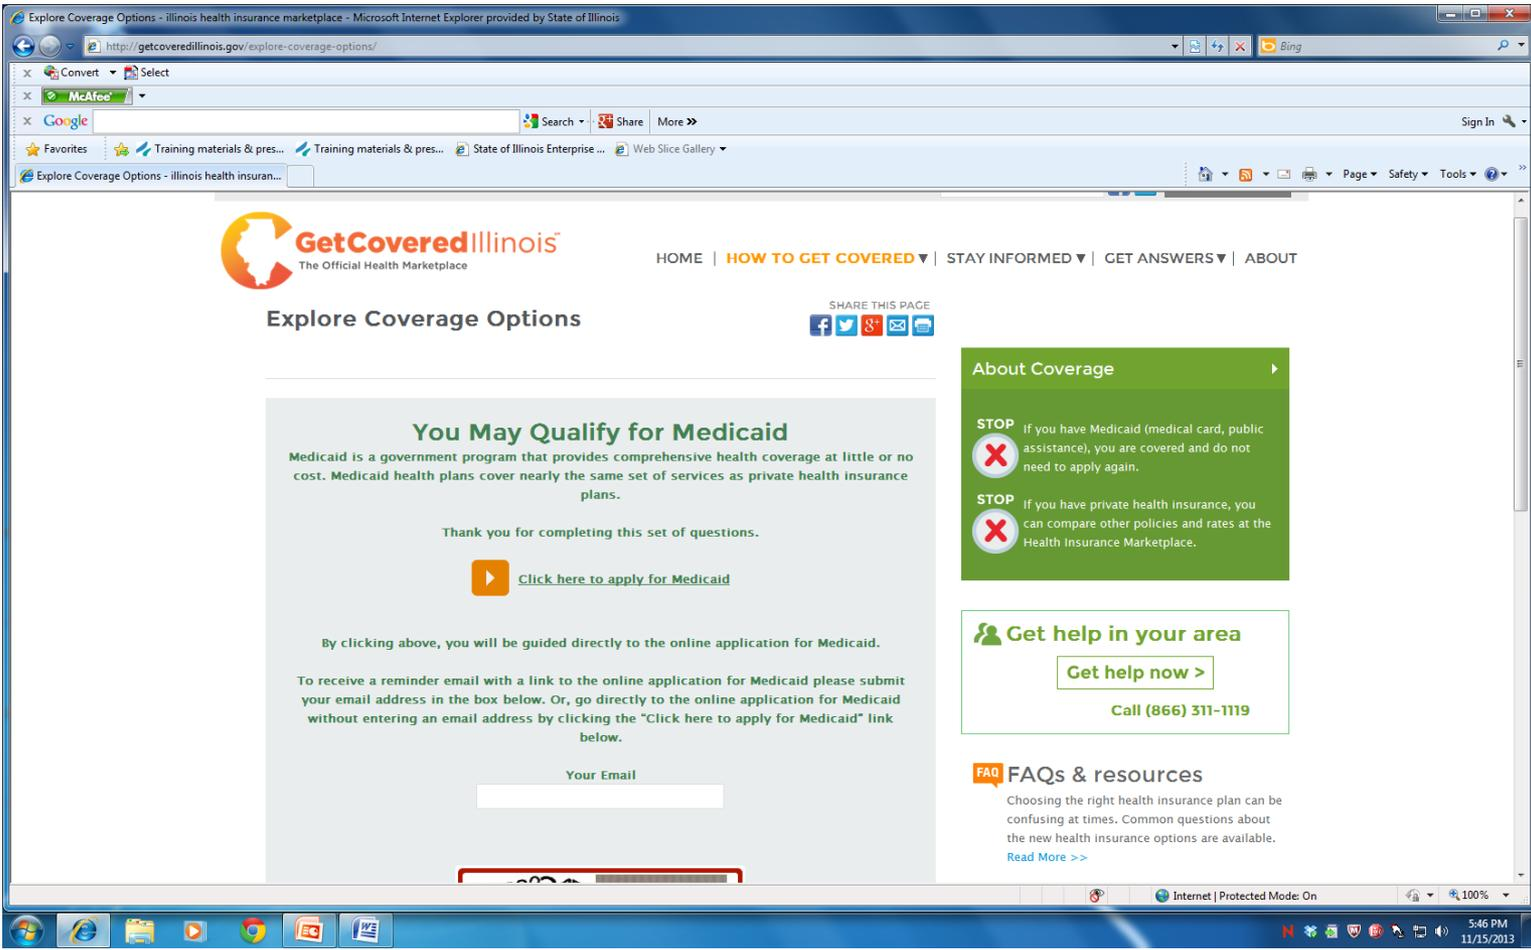 Explore Coverage Options - illinois health insurance marketplace - Microsoft Internet Explorer provided by State of Illinois
http://getcoveredillinois.gov/explore-coverage-options/
Bing
x Convert Select
x McAfee
x Google Search Share More »
Sign In
Favorites Training materials & pres... Training materials & pres... State of Illinois Enterprise ... Web Slice Gallery
Explore Coverage Options - illinois health insuran...
Page Safety Tools
GetCoveredIllinois
The Official Health Marketplace
HOME | HOW TO GET COVERED ▼ | STAY INFORMED ▼ | GET ANSWERS ▼ | ABOUT
Explore Coverage Options
SHARE THIS PAGE
You May Qualify for Medicaid
Medicaid is a government program that provides comprehensive health coverage at little or no
cost. Medicaid health plans cover nearly the same set of services as private health insurance
plans.
Thank you for completing this set of questions.
Click here to apply for Medicaid
By clicking above, you will be guided directly to the online application for Medicaid.
To receive a reminder email with a link to the online application for Medicaid please submit
your email address in the box below. Or, go directly to the online application for Medicaid
without entering an email address by clicking the “Click here to apply for Medicaid” link
below.
Your Email
About Coverage
STOP
If you have Medicaid (medical card, public
assistance), you are covered and do not
need to apply again.
STOP
If you have private health insurance, you
can compare other policies and rates at the
Health Insurance Marketplace.
Get help in your area
Get help now >
Call (866) 311-1119
FAQ
FAQs & resources
Choosing the right health insurance plan can be
confusing at times. Common questions about
the new health insurance options are available.
Read More >>
Internet | Protected Mode: On
100%
5:46 PM
11/15/2013